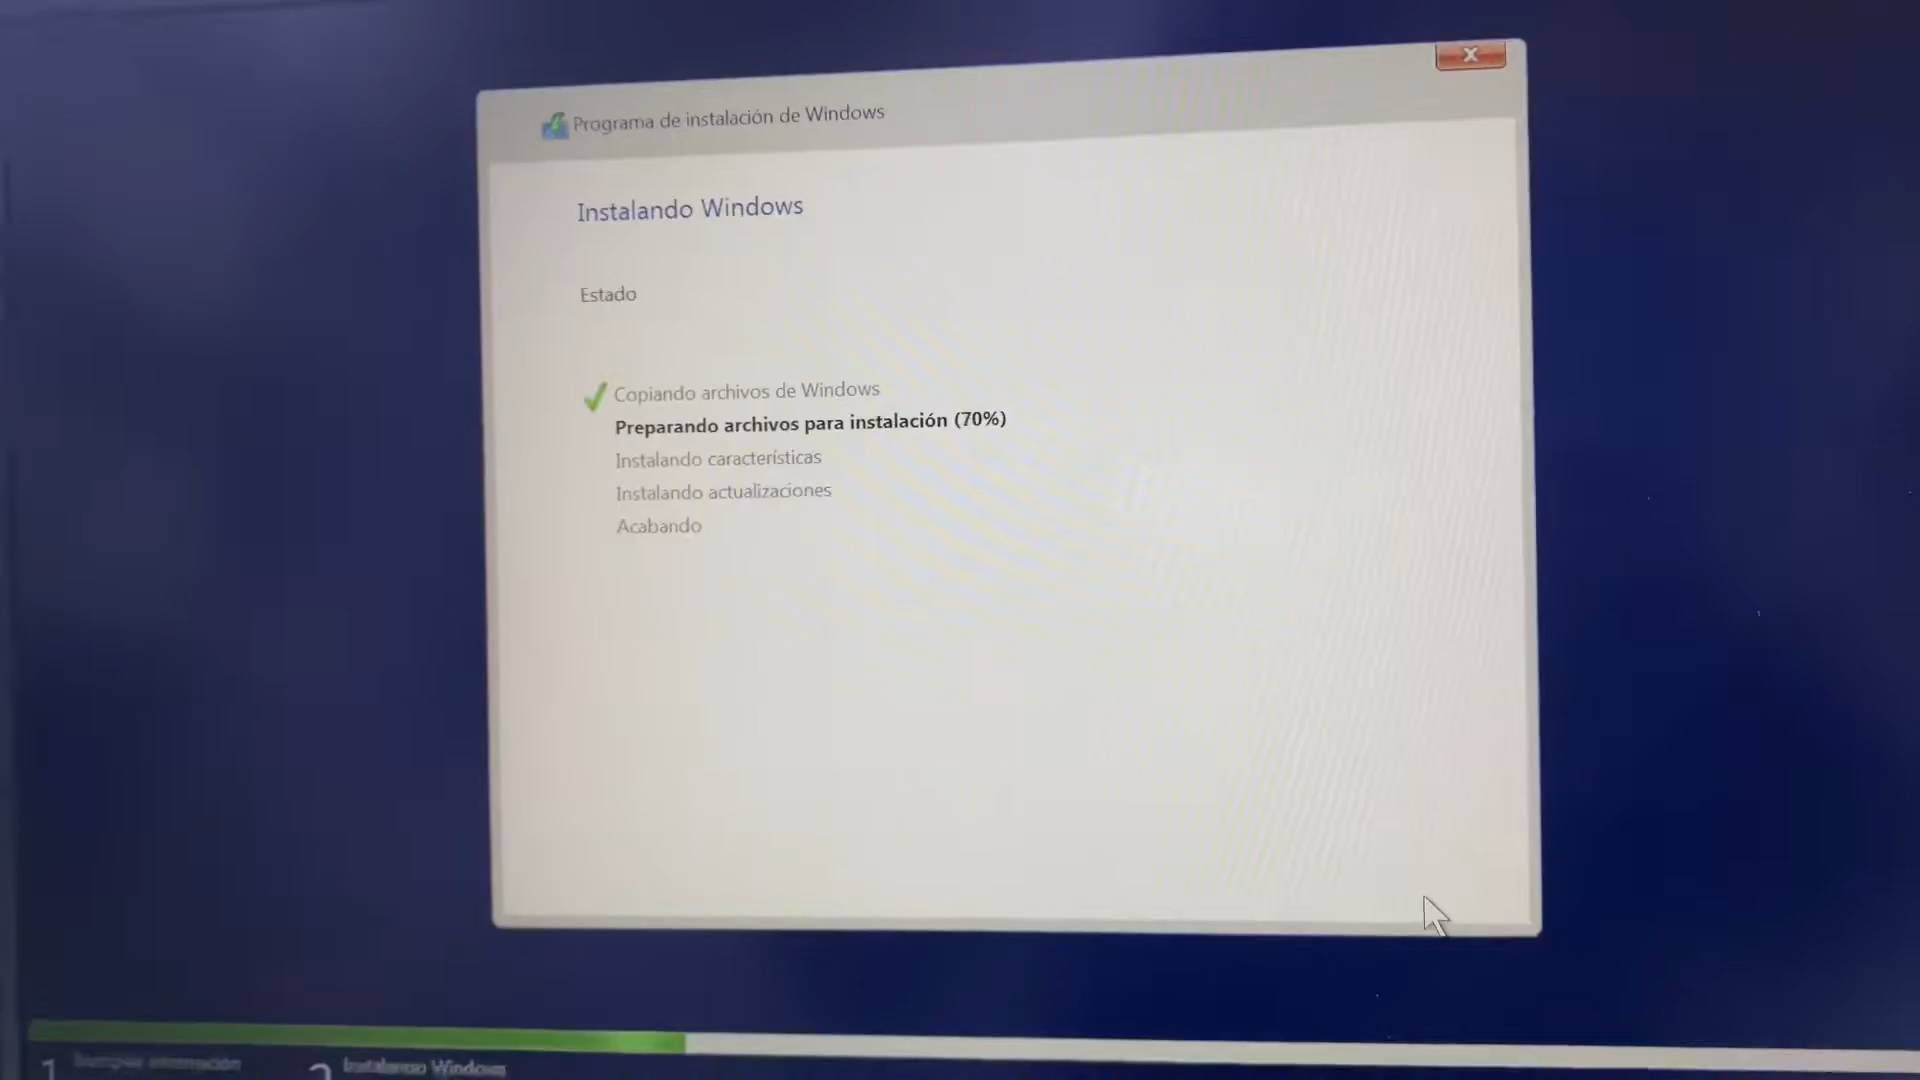 Programa de instalación de Windows
Instalando Windows
Estado
Copiando archivos de Windows
Preparando archivos para instalación (70%)
Instalando características
Instalando actualizaciones
Acabando
1
2 Instalando Windows